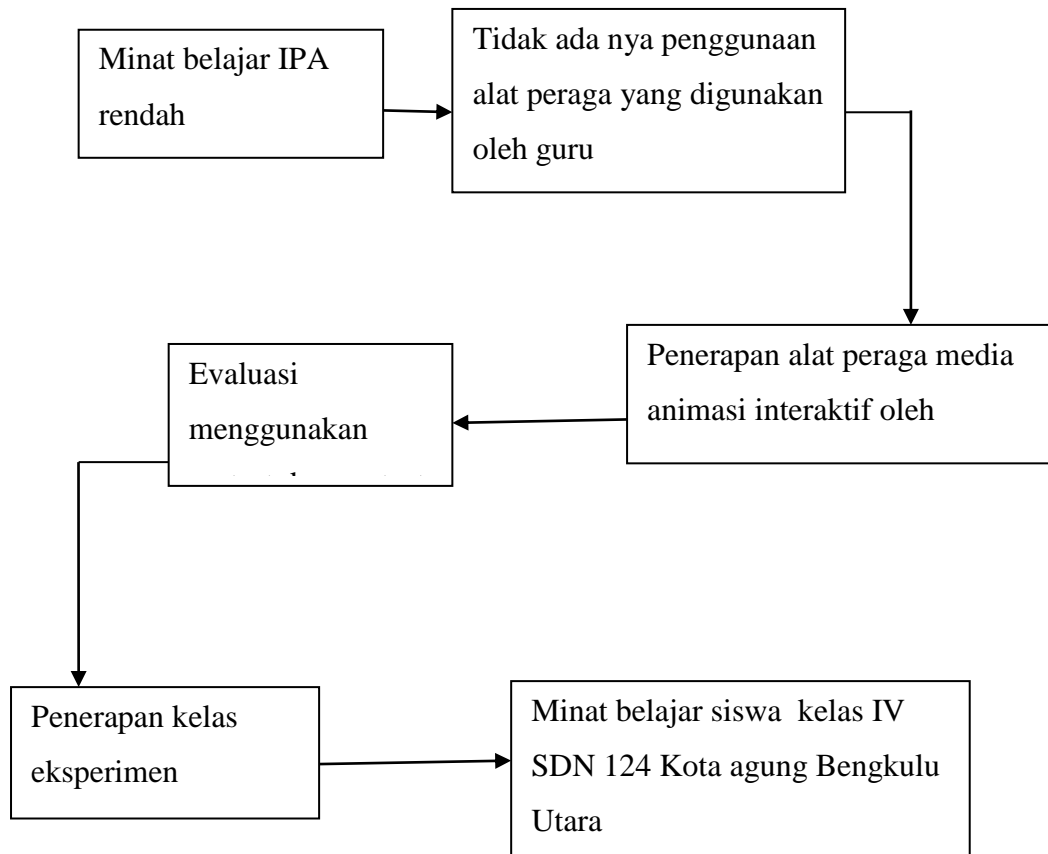 Minat belajar IPA
rendah
Tidak ada nya penggunaan
alat peraga yang digunakan
oleh guru
Penerapan alat peraga media
animasi interaktif oleh
Evaluasi
menggunakan
Penerapan kelas
eksperimen
Minat belajar siswa kelas IV
SDN 124 Kota agung Bengkulu
Utara